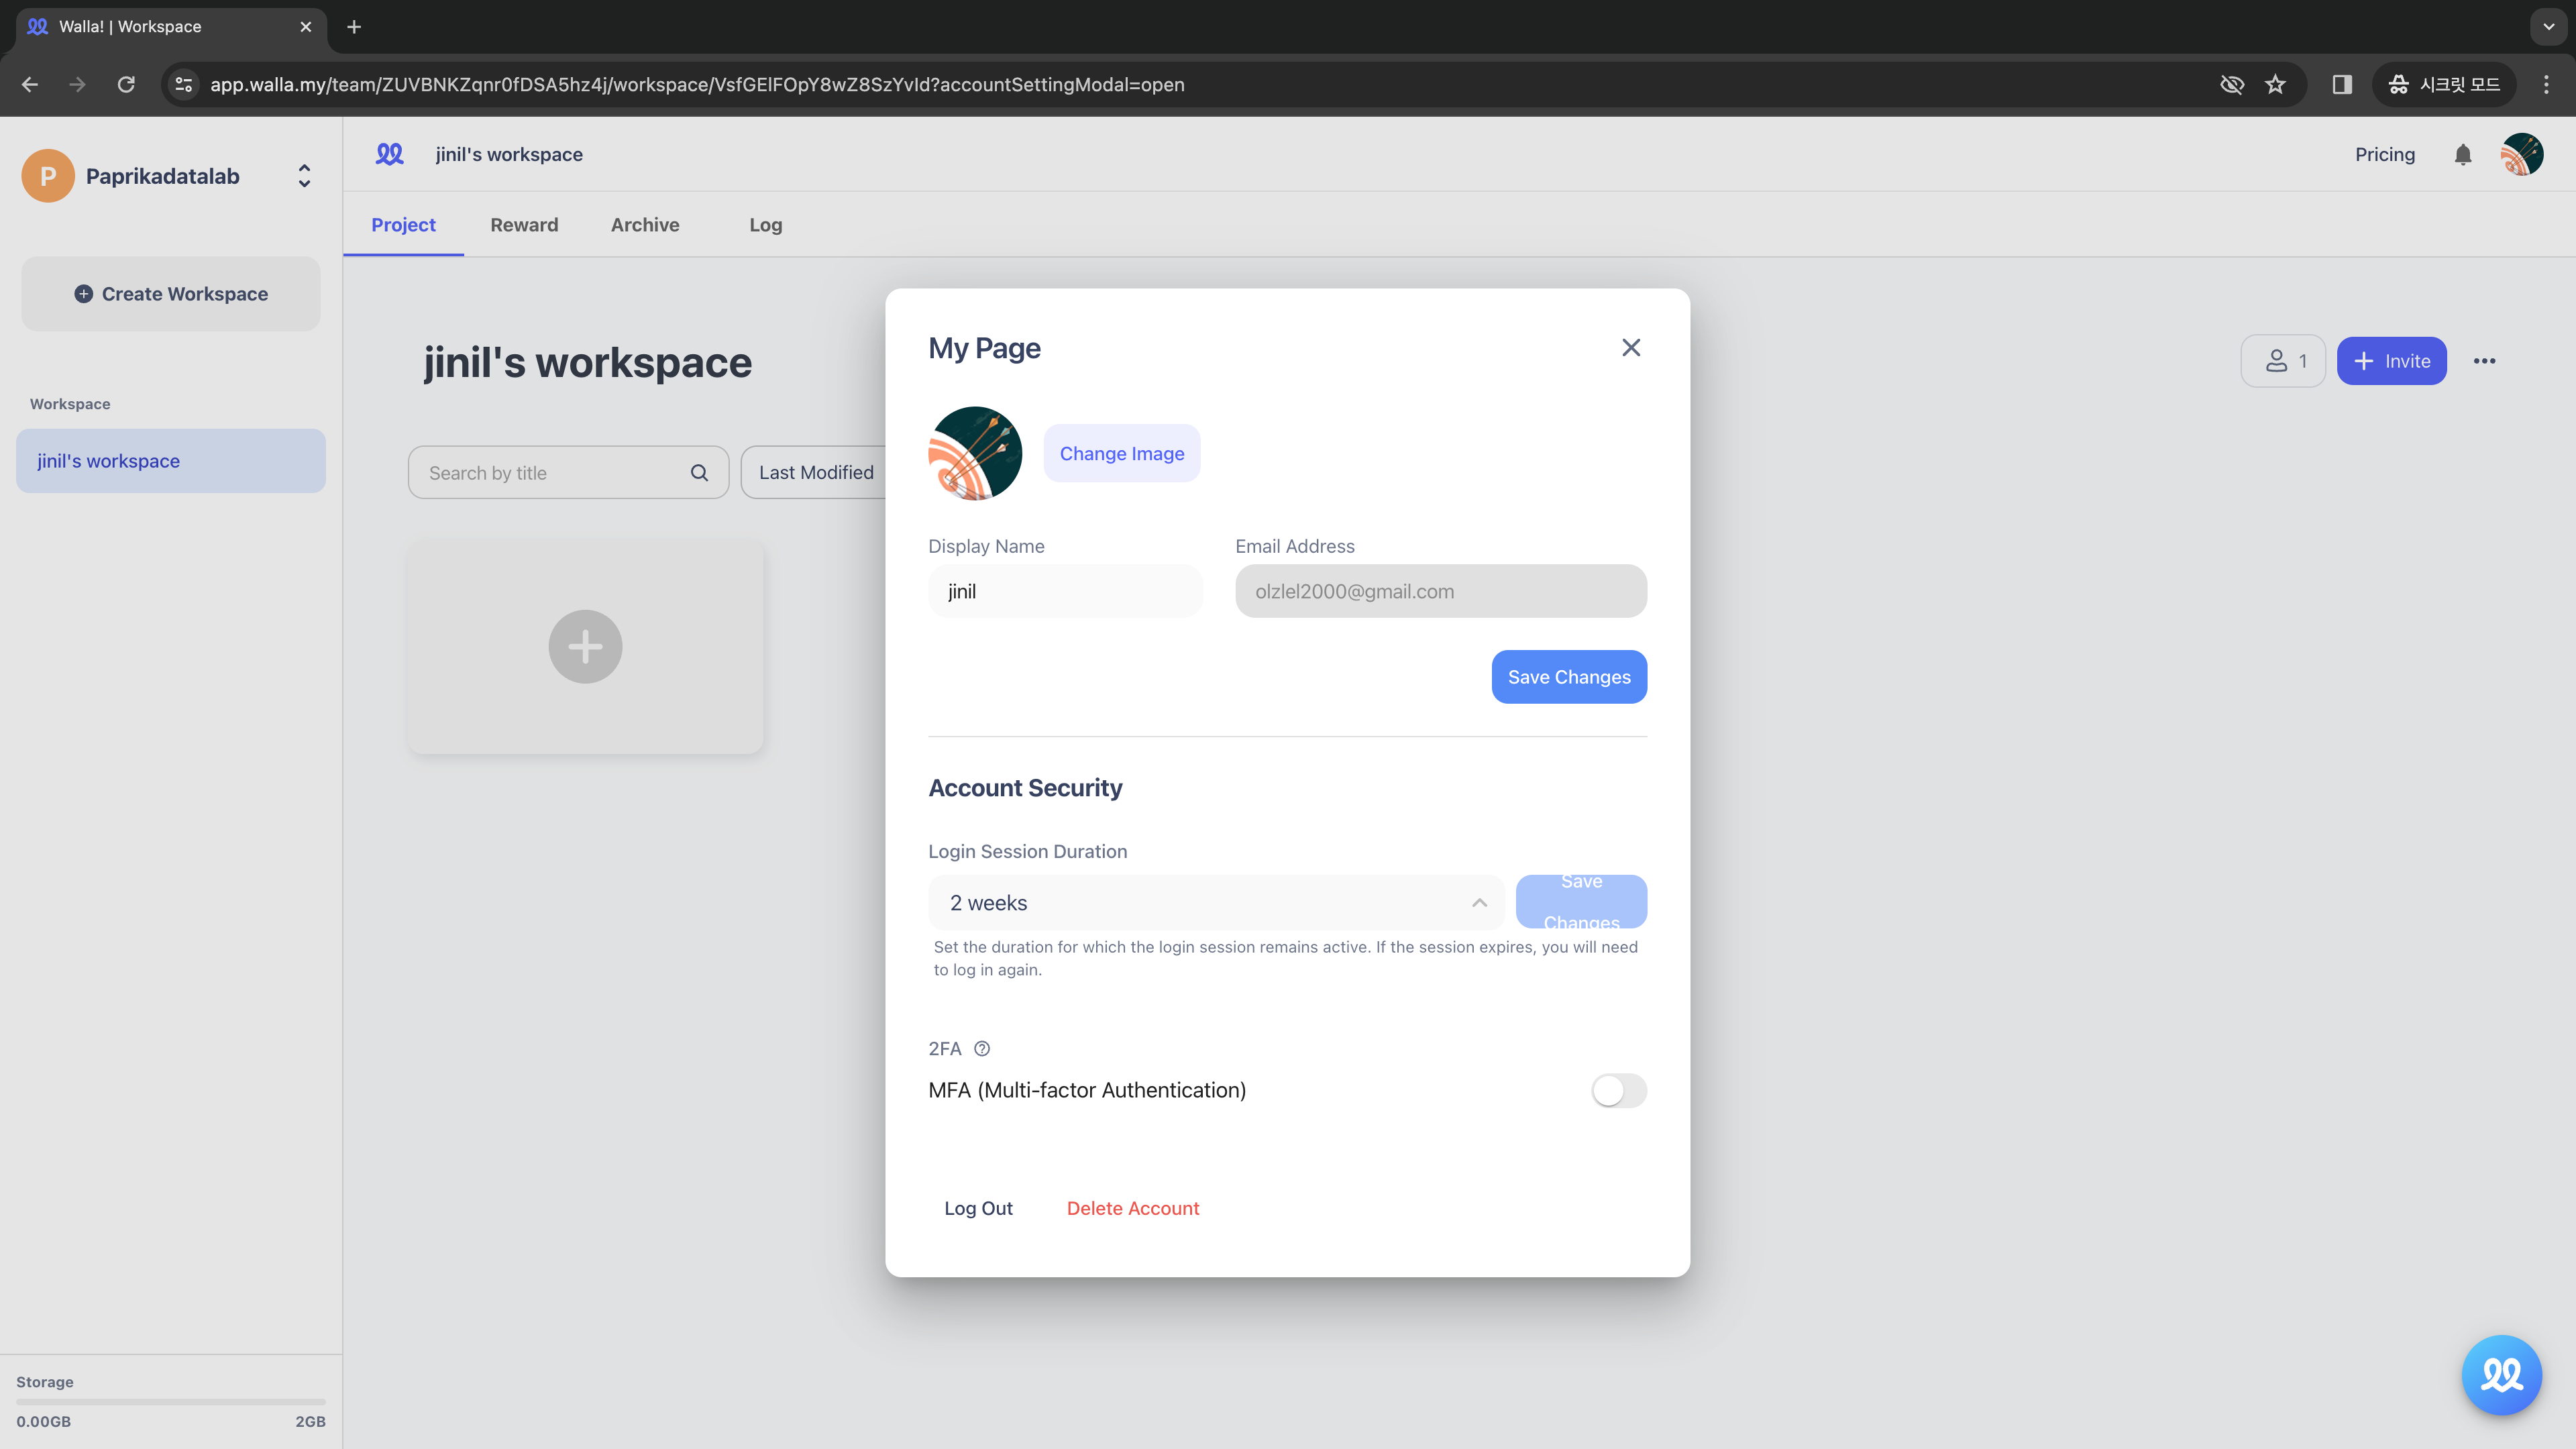 Walla! | Workspace
app.walla.my/team/ZUVBNKZqnr0fDSA5hz4j/workspace/VsfGElFOpY8wZ8SzYvId?accountSettingModal=open
시크릿 모드
P
Paprikadatalab
jinil's workspace
Pricing
Project
Reward
Archive
Log
Create Workspace
Workspace
jinil's workspace
jinil's workspace
1
Invite
Search by title
Last Modified
My Page
Change Image
Display Name
Email Address
jinil
olzlel2000@gmail.com
Save Changes
Account Security
Login Session Duration
2 weeks
Save
Changes
Set the duration for which the login session remains active. If the session expires, you will need
to log in again.
2FA
MFA (Multi-factor Authentication)
Log Out
Delete Account
Storage
0.00GB
2GB